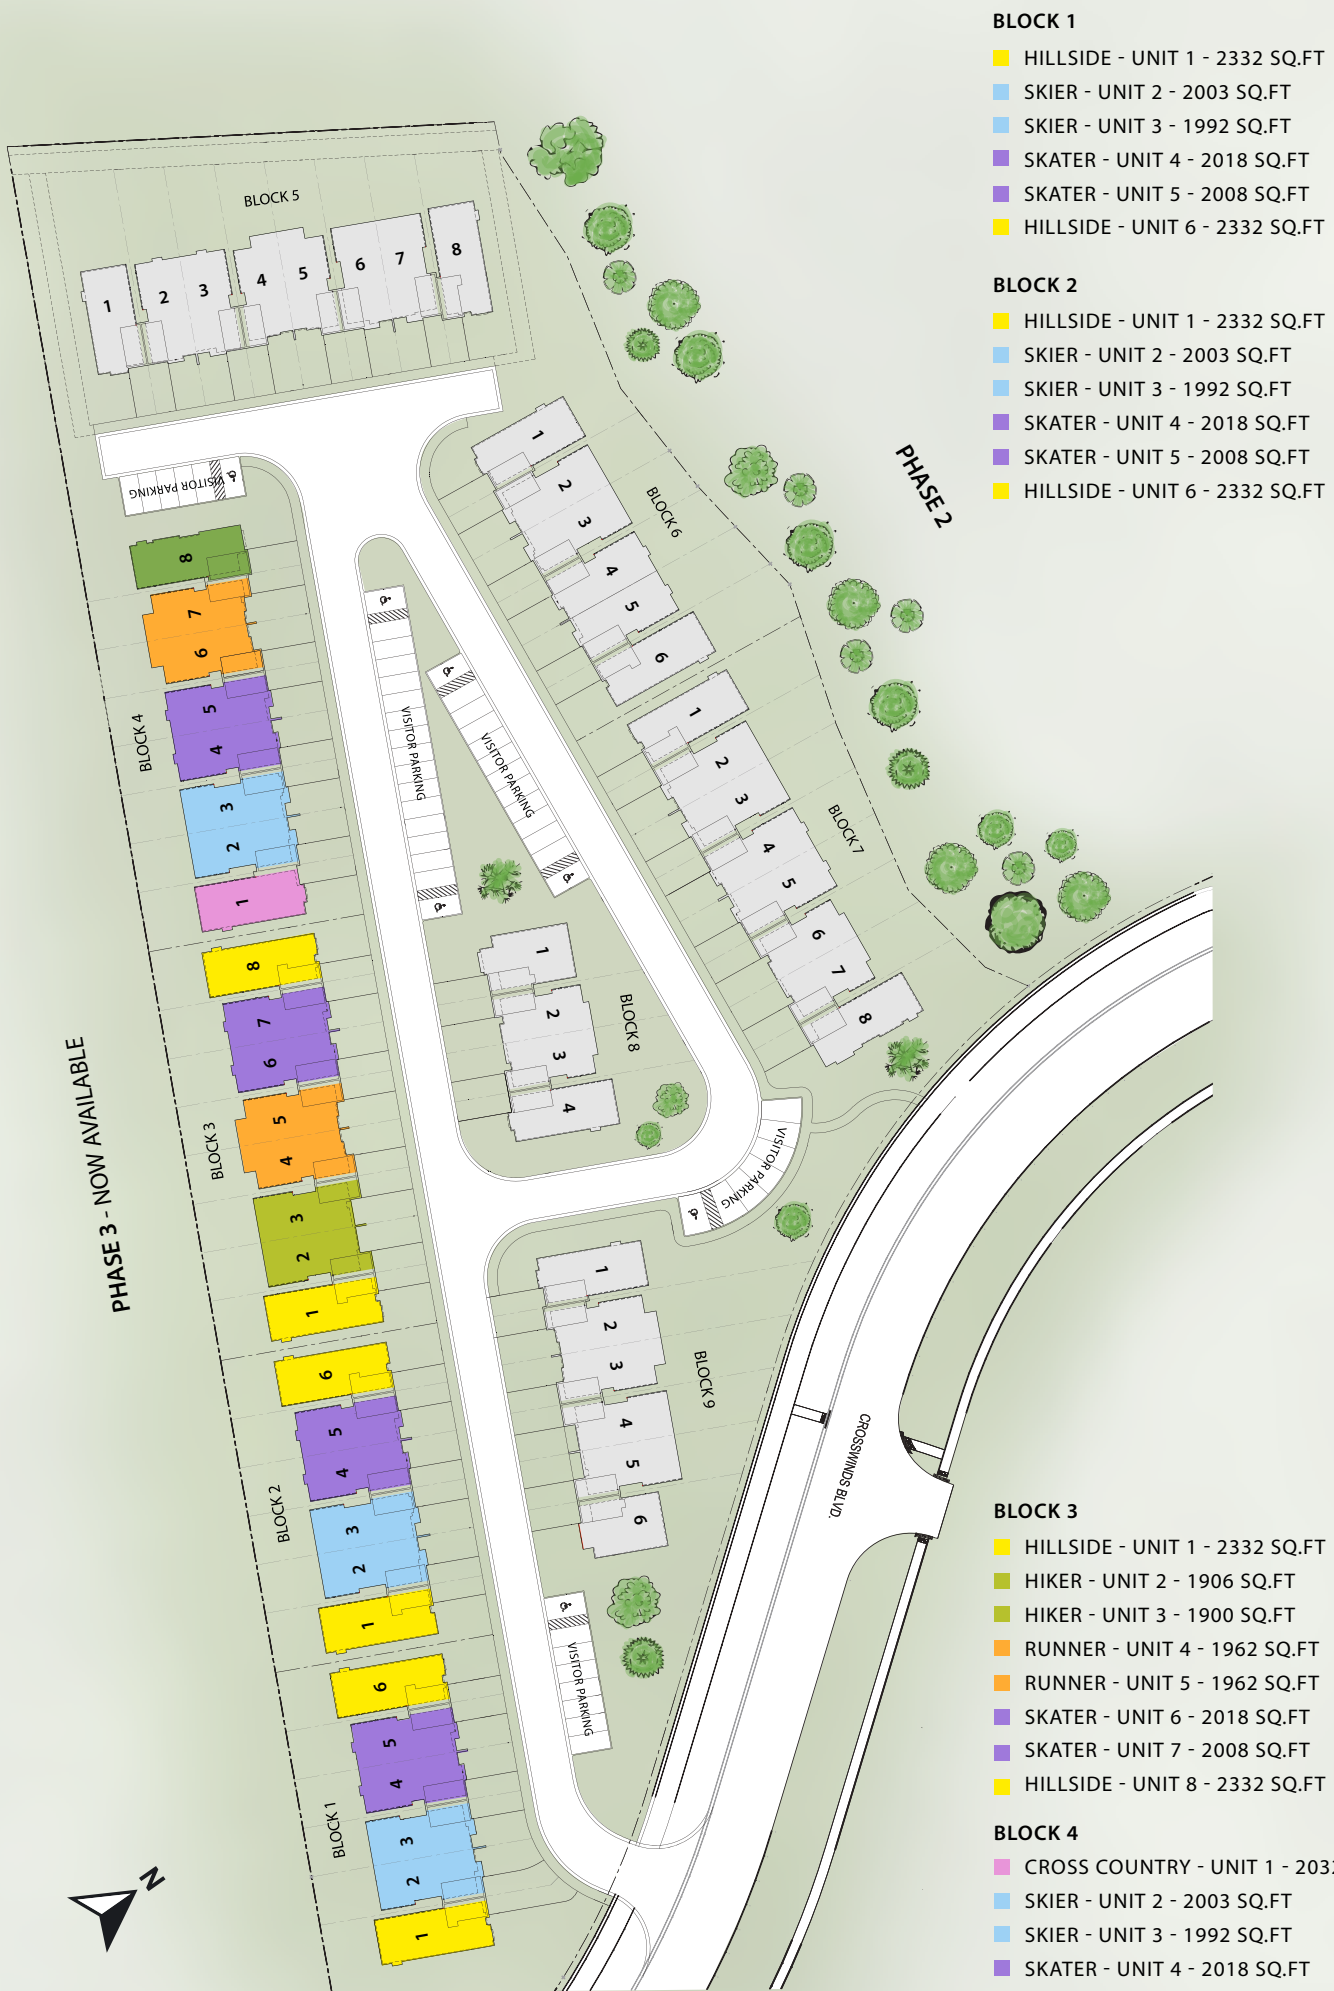 BLOCK 1
HILLSIDE - UNIT 1 - 2332 SQ.FT
SKIER - UNIT 2 - 2003 SQ.FT
SKIER - UNIT 3 - 1992 SQ.FT
SKATER - UNIT 4 - 2018 SQ.FT
SKATER - UNIT 5 - 2008 SQ.FT
HILLSIDE - UNIT 6 - 2332 SQ.FT
BLOCK 2
HILLSIDE - UNIT 1 - 2332 SQ.FT
SKIER - UNIT 2 - 2003 SQ.FT
SKIER - UNIT 3 - 1992 SQ.FT
SKATER - UNIT 4 - 2018 SQ.FT
SKATER - UNIT 5 - 2008 SQ.FT
HILLSIDE - UNIT 6 - 2332 SQ.FT
BLOCK 5
1 2 3 4 5 6 7 8
VISITOR PARKING
PHASE 2
BLOCK 6
1
2
3
4
5
6
BLOCK 4
8
7
6
5
4
3
2
1
VISITOR PARKING
VISITOR PARKING
BLOCK 7
1
2
3
4
5
6
7
8
BLOCK 8
1
2
3
4
VISITOR PARKING
PHASE 3 - NOW AVAILABLE
BLOCK 3
8
7
6
5
4
3
2
1
BLOCK 9
1
2
3
4
5
6
CROSSWINDS BLVD.
BLOCK 2
6
5
4
3
2
1
VISITOR PARKING
BLOCK 1
6
5
4
3
2
1
N
BLOCK 3
HILLSIDE - UNIT 1 - 2332 SQ.FT
HIKER - UNIT 2 - 1906 SQ.FT
HIKER - UNIT 3 - 1900 SQ.FT
RUNNER - UNIT 4 - 1962 SQ.FT
RUNNER - UNIT 5 - 1962 SQ.FT
SKATER - UNIT 6 - 2018 SQ.FT
SKATER - UNIT 7 - 2008 SQ.FT
HILLSIDE - UNIT 8 - 2332 SQ.FT
BLOCK 4
CROSS COUNTRY - UNIT 1 - 203
SKIER - UNIT 2 - 2003 SQ.FT
SKIER - UNIT 3 - 1992 SQ.FT
SKATER - UNIT 4 - 2018 SQ.FT